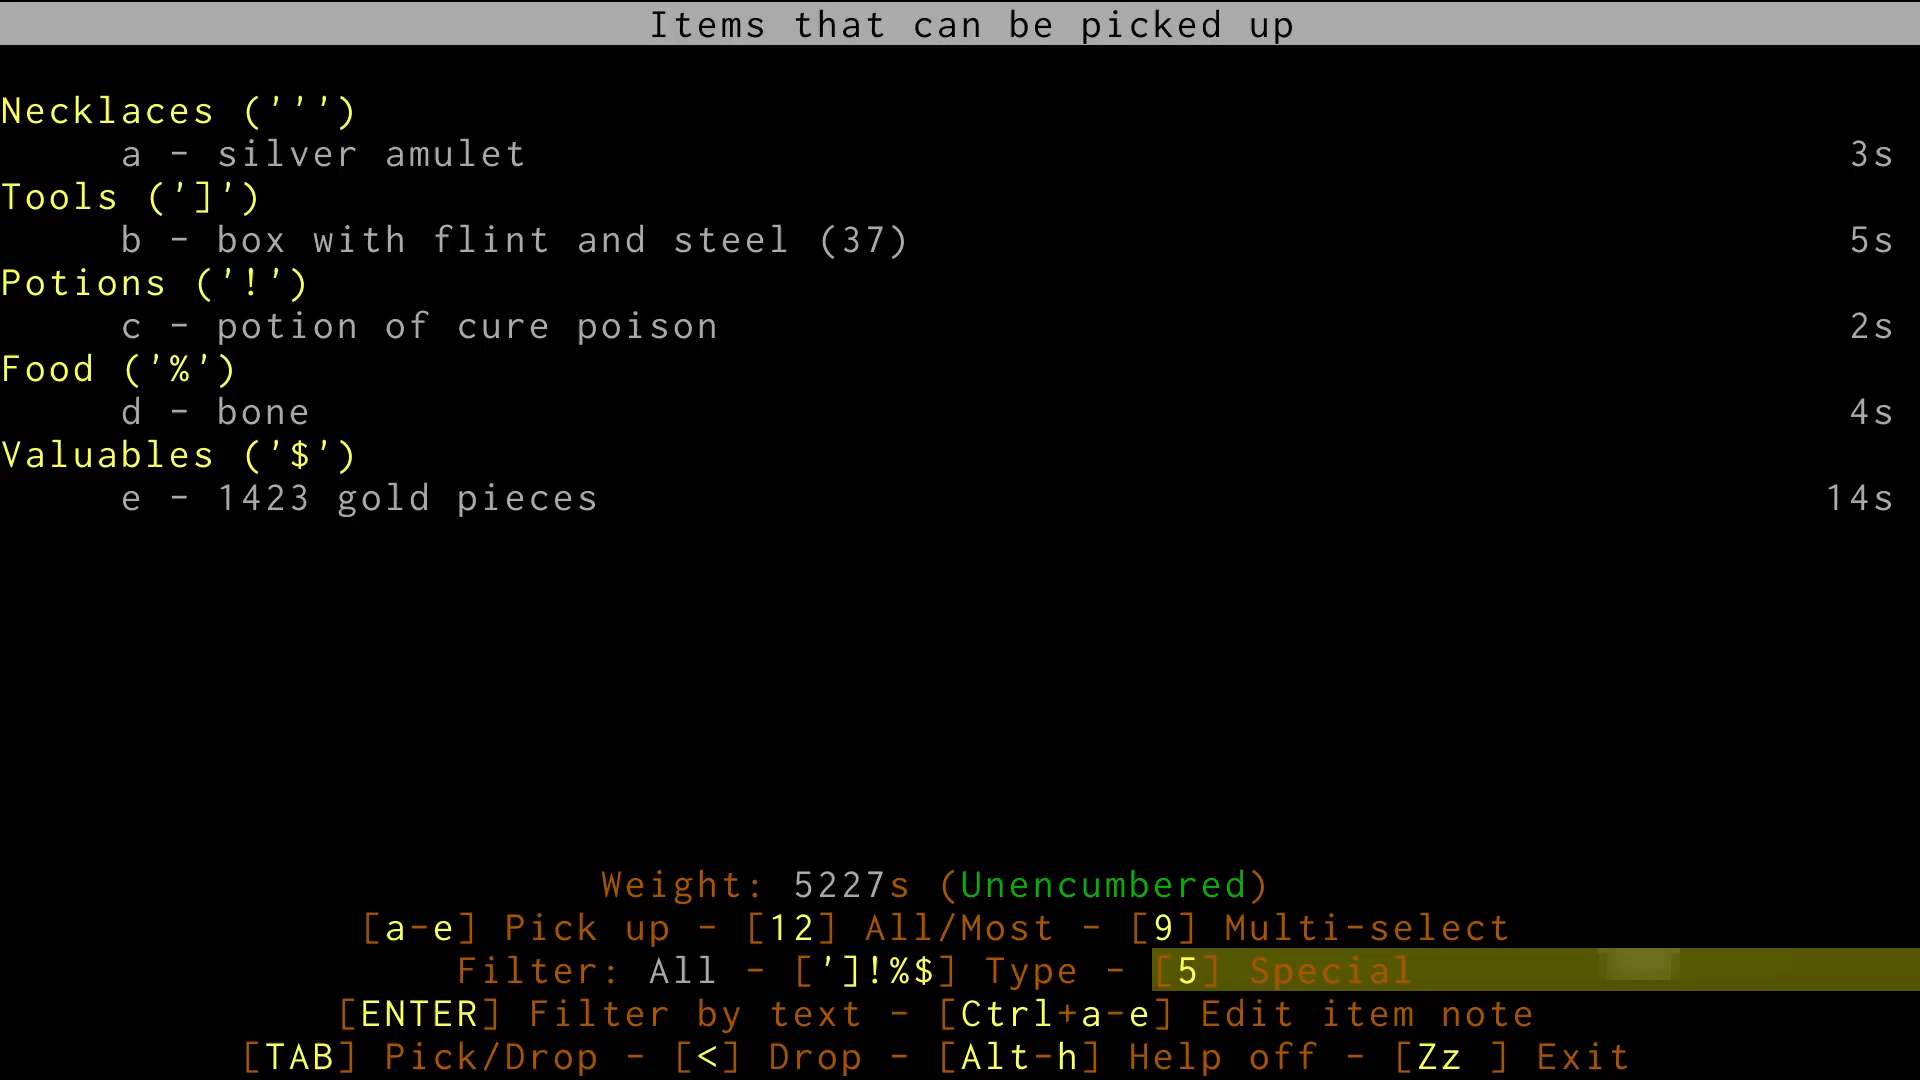 Items that can be picked up
Necklaces (''')
a - silver amulet 3s
Tools (']')
b - box with flint and steel (37) 5s
Potions ('!')
c - potion of cure poison 2s
Food ('%')
d - bone 4s
Valuables ('$')
e - 1423 gold pieces 14s
Weight: 5227s (Unencumbered)
[a-e] Pick up - [12] All/Most - [9] Multi-select
Filter: All - [']!%$] Type - [5] Special
[ENTER] Filter by text - [Ctrl+a-e] Edit item note
[TAB] Pick/Drop - [<] Drop - [Alt-h] Help off - [Zz ] Exit